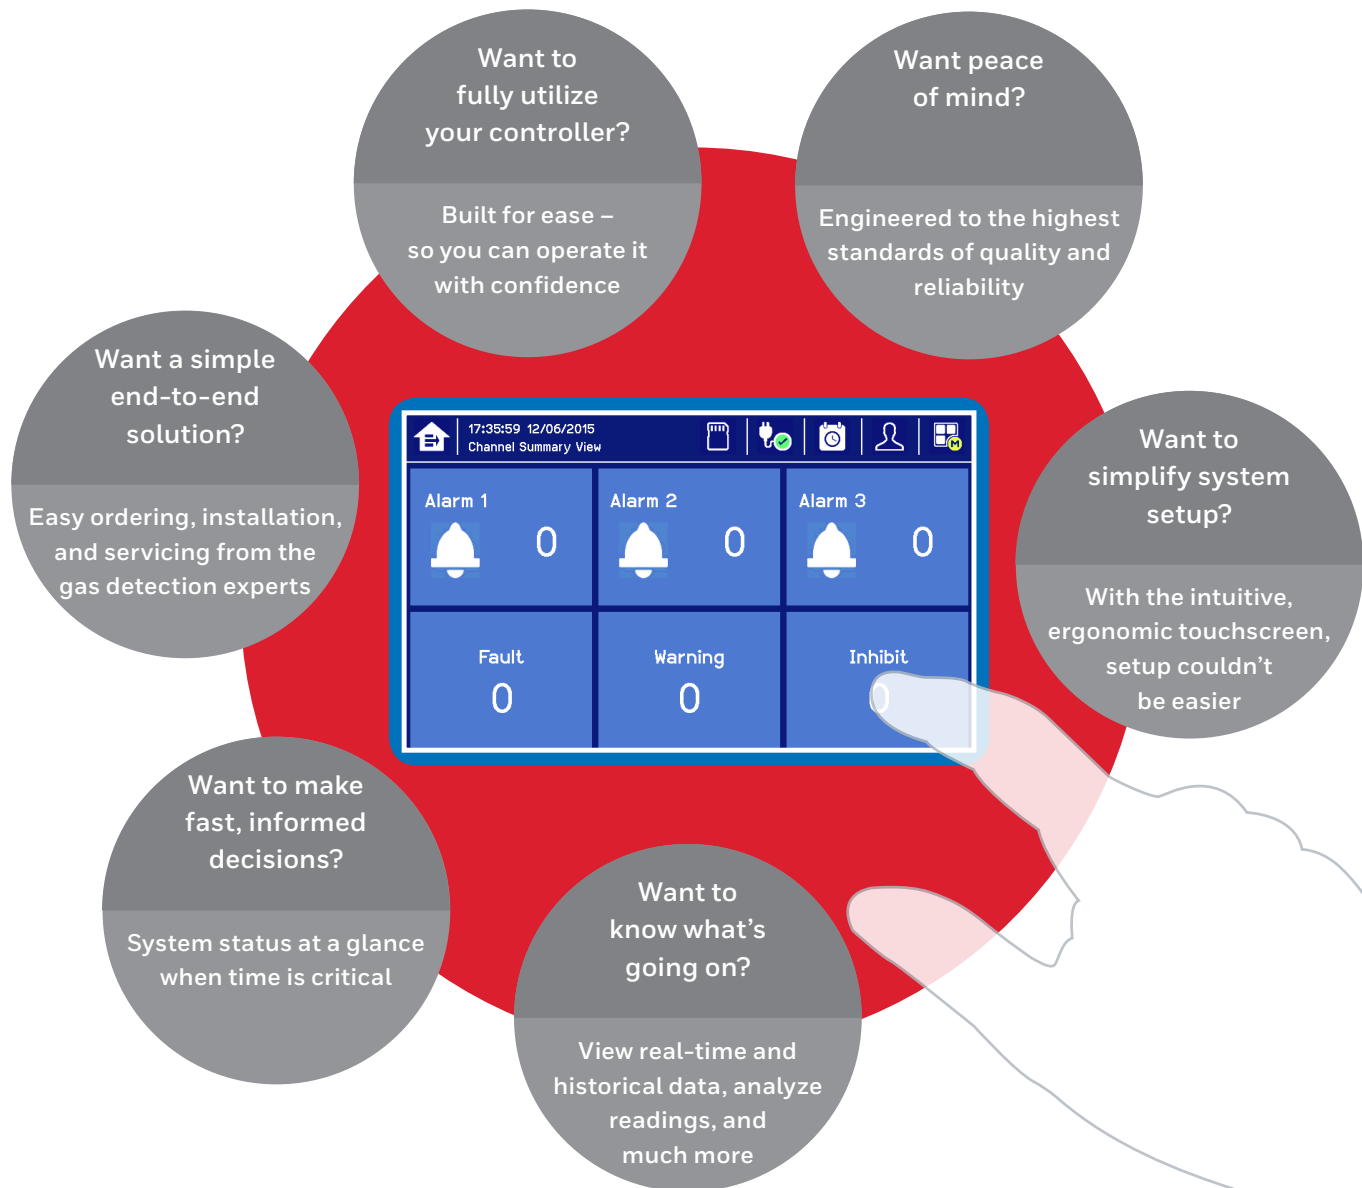 Want to
fully utilize
your controller?
Built for ease –
so you can operate it
with confidence
Want peace
of mind?
Engineered to the highest
standards of quality and
reliability
Want a simple
end-to-end
solution?
Easy ordering, installation,
and servicing from the
gas detection experts
17:35:59 12/06/2015
Channel Summary View
M
Alarm 1
0
Alarm 2
0
Alarm 3
0
Fault
0
Warning
0
Inhibit
0
Want to
simplify system
setup?
With the intuitive,
ergonomic touchscreen,
setup couldn’t
be easier
Want to make
fast, informed
decisions?
System status at a glance
when time is critical
Want to
know what’s
going on?
View real-time and
historical data, analyze
readings, and
much more